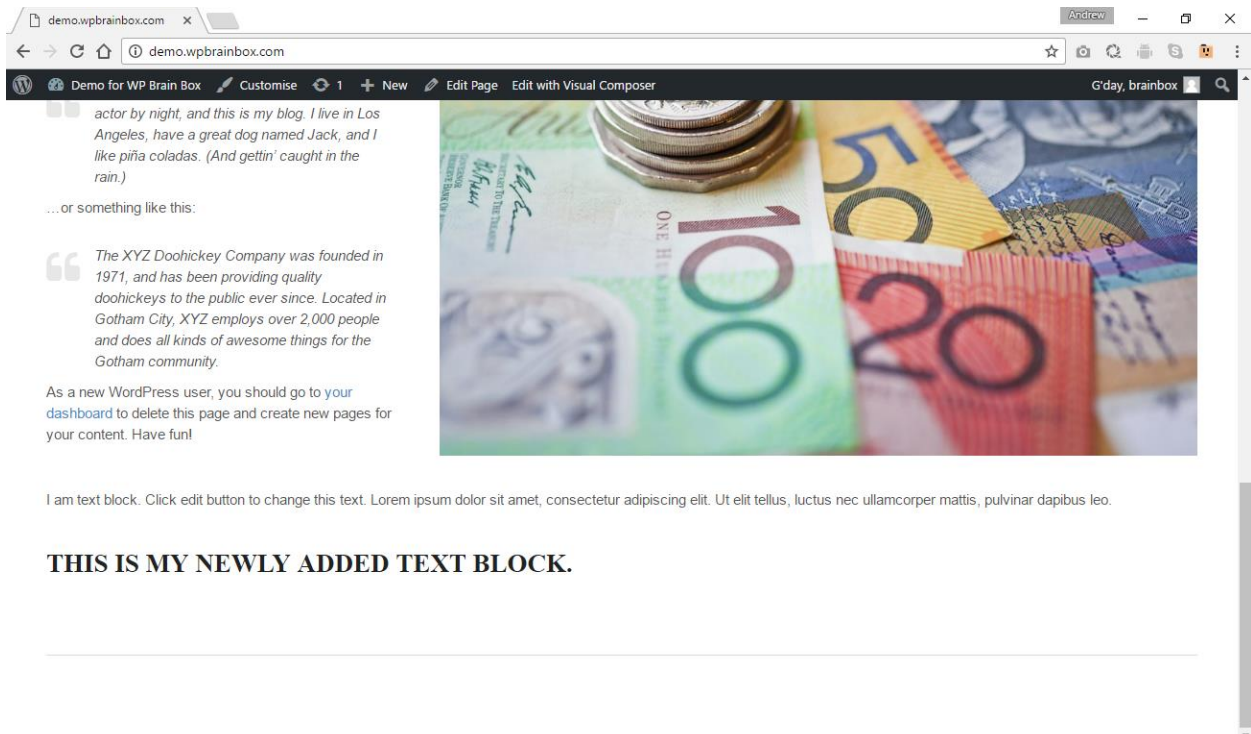 demo.wpbrainbox.com
Andrew
demo.wpbrainbox.com
Demo for WP Brain Box Customise 1 New Edit Page Edit with Visual Composer G'day, brainbox
actor by night, and this is my blog. I live in Los
Angeles, have a great dog named Jack, and I
like piña coladas. (And gettin’ caught in the
rain.)
…or something like this:
The XYZ Doohickey Company was founded in
1971, and has been providing quality
doohickeys to the public ever since. Located in
Gotham City, XYZ employs over 2,000 people
and does all kinds of awesome things for the
Gotham community.
As a new WordPress user, you should go to your
dashboard to delete this page and create new pages for
your content. Have fun!
100
50
20
I am text block. Click edit button to change this text. Lorem ipsum dolor sit amet, consectetur adipiscing elit. Ut elit tellus, luctus nec ullamcorper mattis, pulvinar dapibus leo.
THIS IS MY NEWLY ADDED TEXT BLOCK.